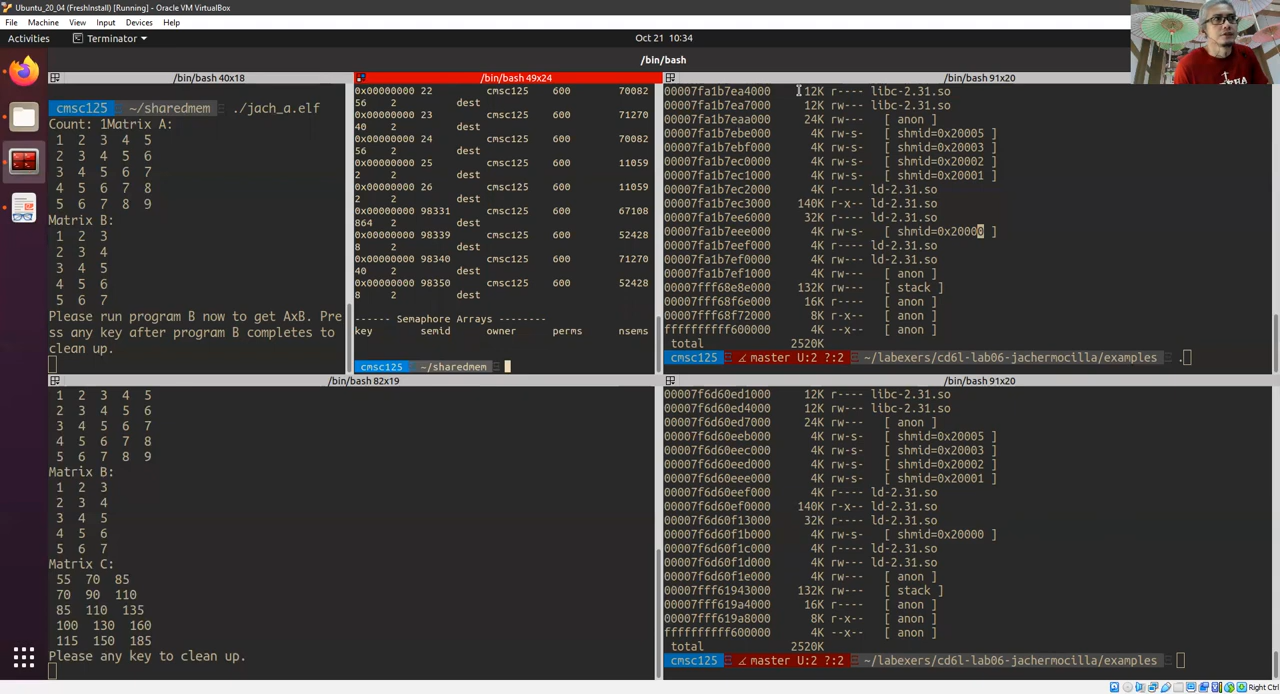 Ubuntu_20_04 (FreshInstall) [Running] - Oracle VM VirtualBox
File Machine View Input Devices Help
Activities Terminator Oct 21 10:34
/bin/bash
/bin/bash 40x18
cmsc125 ~/sharedmem ./jach_a.elf
Count: 1Matrix A:
1 2 3 4 5
2 3 4 5 6
3 4 5 6 7
4 5 6 7 8
5 6 7 8 9
Matrix B:
1 2 3
2 3 4
3 4 5
4 5 6
5 6 7
Please run program B now to get AxB. Pre
ss any key after program B completes to
clean up.
/bin/bash 49x24
0x00000000 22 cmsc125 600 70082
56 2 dest
0x00000000 23 cmsc125 600 71270
40 2 dest
0x00000000 24 cmsc125 600 70082
56 2 dest
0x00000000 25 cmsc125 600 11059
2 2 dest
0x00000000 26 cmsc125 600 11059
2 2 dest
0x00000000 98331 cmsc125 600 67108
864 2 dest
0x00000000 98339 cmsc125 600 52428
8 2 dest
0x00000000 98340 cmsc125 600 71270
40 2 dest
0x00000000 98350 cmsc125 600 52428
8 2 dest
------ Semaphore Arrays --------
key semid owner perms nsems
cmsc125 ~/sharedmem
/bin/bash 91x20
00007fa1b7ea4000 12K r---- libc-2.31.so
00007fa1b7ea7000 12K rw--- libc-2.31.so
00007fa1b7eaa000 24K rw--- [ anon ]
00007fa1b7ebe000 4K rw-s- [ shmid=0x20005 ]
00007fa1b7ebf000 4K rw-s- [ shmid=0x20003 ]
00007fa1b7ec0000 4K rw-s- [ shmid=0x20002 ]
00007fa1b7ec1000 4K rw-s- [ shmid=0x20001 ]
00007fa1b7ec2000 4K r---- ld-2.31.so
00007fa1b7ec3000 140K r-x-- ld-2.31.so
00007fa1b7ee6000 32K r---- ld-2.31.so
00007fa1b7eee000 4K rw-s- [ shmid=0x20000 ]
00007fa1b7eef000 4K r---- ld-2.31.so
00007fa1b7ef0000 4K rw--- ld-2.31.so
00007fa1b7ef1000 4K rw--- [ anon ]
00007fff68e8e000 132K rw--- [ stack ]
00007fff68f6e000 16K r---- [ anon ]
00007fff68f72000 8K r-x-- [ anon ]
ffffffffff600000 4K --x-- [ anon ]
total 2520K
cmsc125 master U:2 ?:2 ~/labexers/cd6l-lab06-jachermocilla/examples .
/bin/bash 82x19
1 2 3 4 5
2 3 4 5 6
3 4 5 6 7
4 5 6 7 8
5 6 7 8 9
Matrix B:
1 2 3
2 3 4
3 4 5
4 5 6
5 6 7
Matrix C:
55 70 85
70 90 110
85 110 135
100 130 160
115 150 185
Please any key to clean up.
/bin/bash 91x20
00007f6d60ed1000 12K r---- libc-2.31.so
00007f6d60ed4000 12K rw--- libc-2.31.so
00007f6d60ed7000 24K rw--- [ anon ]
00007f6d60eeb000 4K rw-s- [ shmid=0x20005 ]
00007f6d60eec000 4K rw-s- [ shmid=0x20003 ]
00007f6d60eed000 4K rw-s- [ shmid=0x20002 ]
00007f6d60eee000 4K rw-s- [ shmid=0x20001 ]
00007f6d60eef000 4K r---- ld-2.31.so
00007f6d60ef0000 140K r-x-- ld-2.31.so
00007f6d60f13000 32K r---- ld-2.31.so
00007f6d60f1b000 4K rw-s- [ shmid=0x20000 ]
00007f6d60f1c000 4K r---- ld-2.31.so
00007f6d60f1d000 4K rw--- ld-2.31.so
00007f6d60f1e000 4K rw--- [ anon ]
00007fff61943000 132K rw--- [ stack ]
00007fff619a4000 16K r---- [ anon ]
00007fff619a8000 8K r-x-- [ anon ]
ffffffffff600000 4K --x-- [ anon ]
total 2520K
cmsc125 master U:2 ?:2 ~/labexers/cd6l-lab06-jachermocilla/examples
Right Ctrl